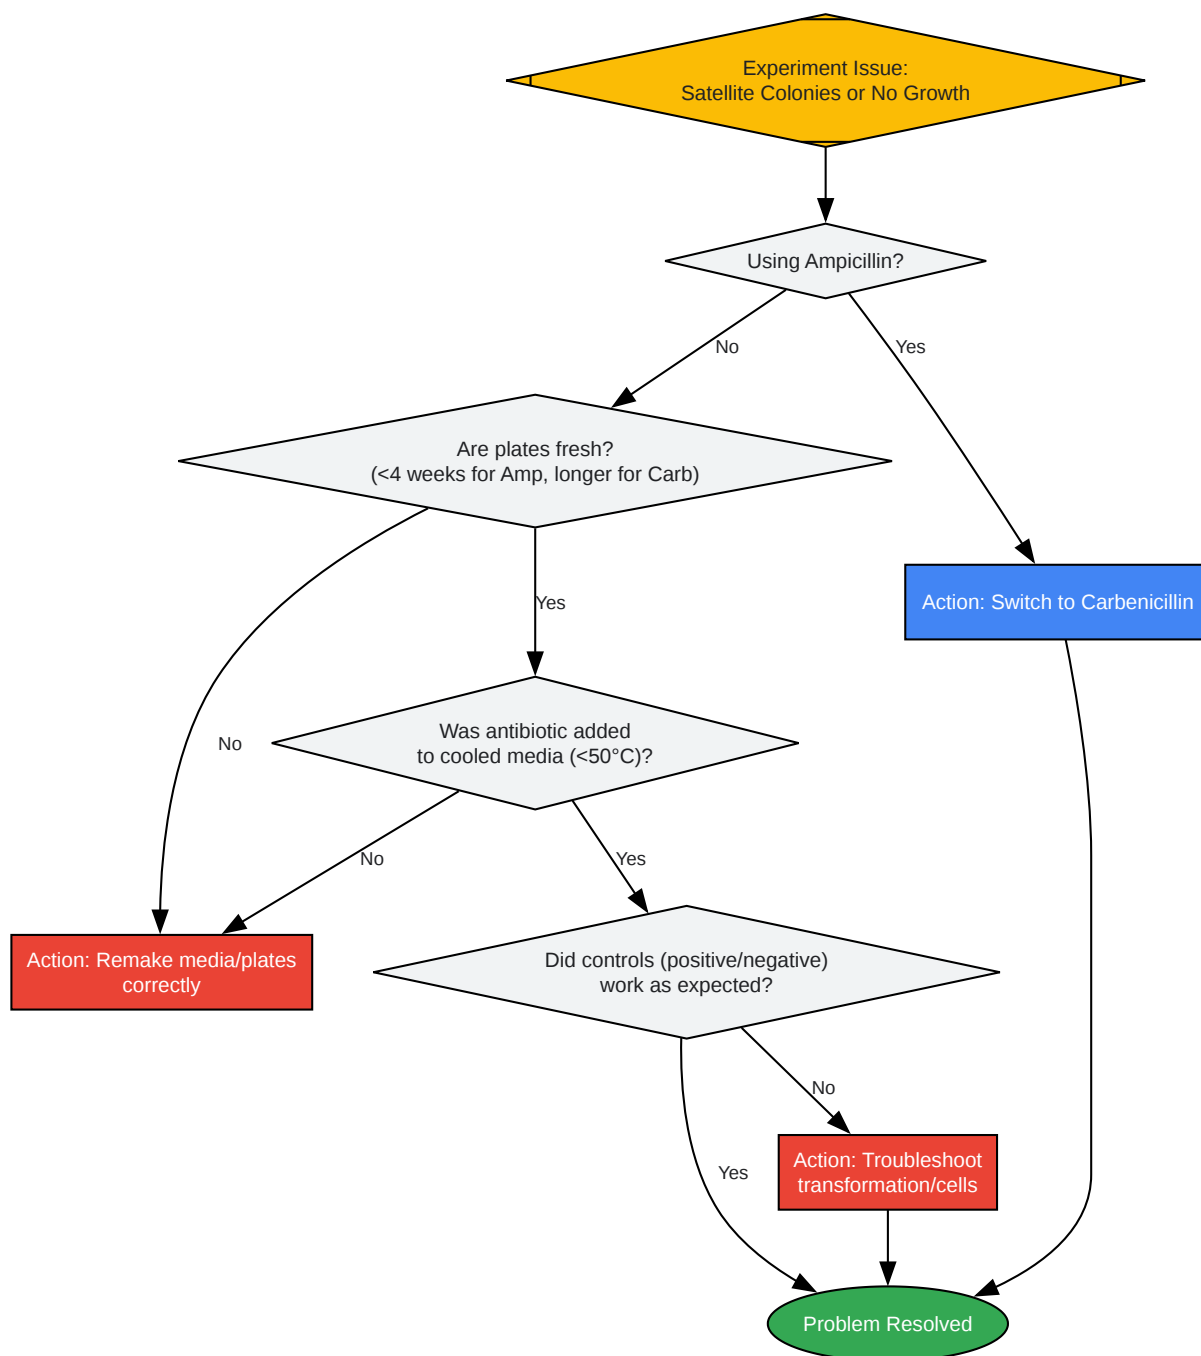 Experiment Issue:
Satellite Colonies or No Growth
Using Ampicillin?
No
Yes
Are plates fresh?
(<4 weeks for Amp, longer for Carb)
Action: Switch to Carbenicillin
Yes
No
Was antibiotic added
to cooled media (<50°C)?
No
Yes
Action: Remake media/plates
correctly
Did controls (positive/negative)
work as expected?
No
Yes
Action: Troubleshoot
transformation/cells
Problem Resolved